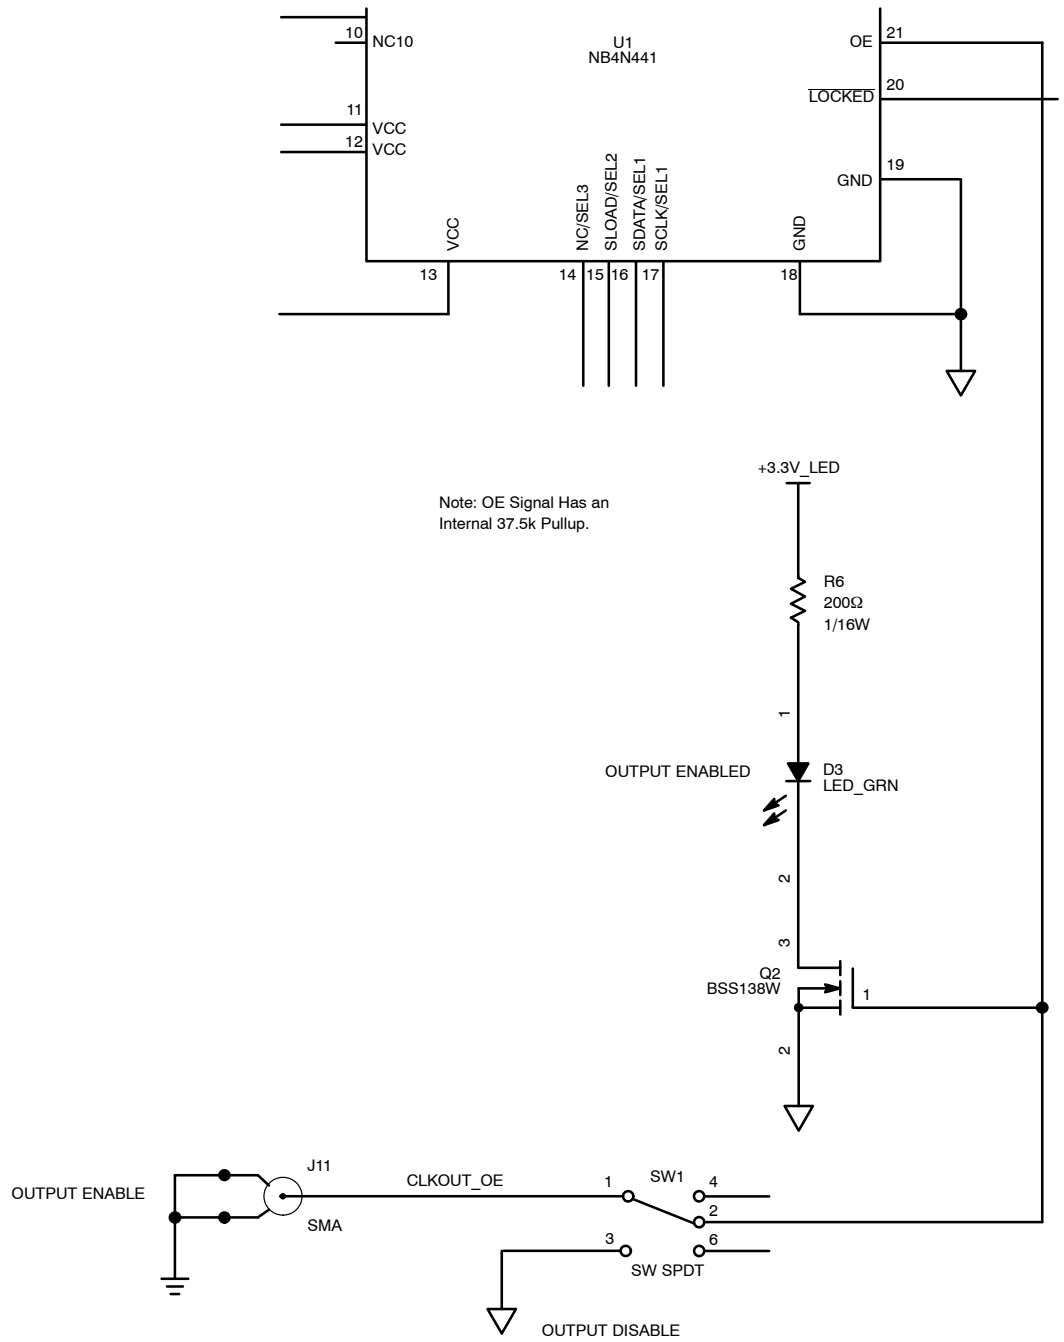 10
NC10
U1
NB4N441
OE
21
LOCKED
20
11
VCC
12
VCC
GND
19
VCC
NC/SEL3
SLOAD/SEL2
SDATA/SEL1
SCLK/SEL1
GND
13
14
15
16
17
18
+3.3V_LED
Note: OE Signal Has an
Internal 37.5k Pullup.
R6
200Ω
1/16W
1
OUTPUT ENABLED
D3
LED_GRN
2
3
Q2
BSS138W
1
2
OUTPUT ENABLE
J11
SMA
CLKOUT_OE
1
SW1
4
2
3
6
SW SPDT
OUTPUT DISABLE